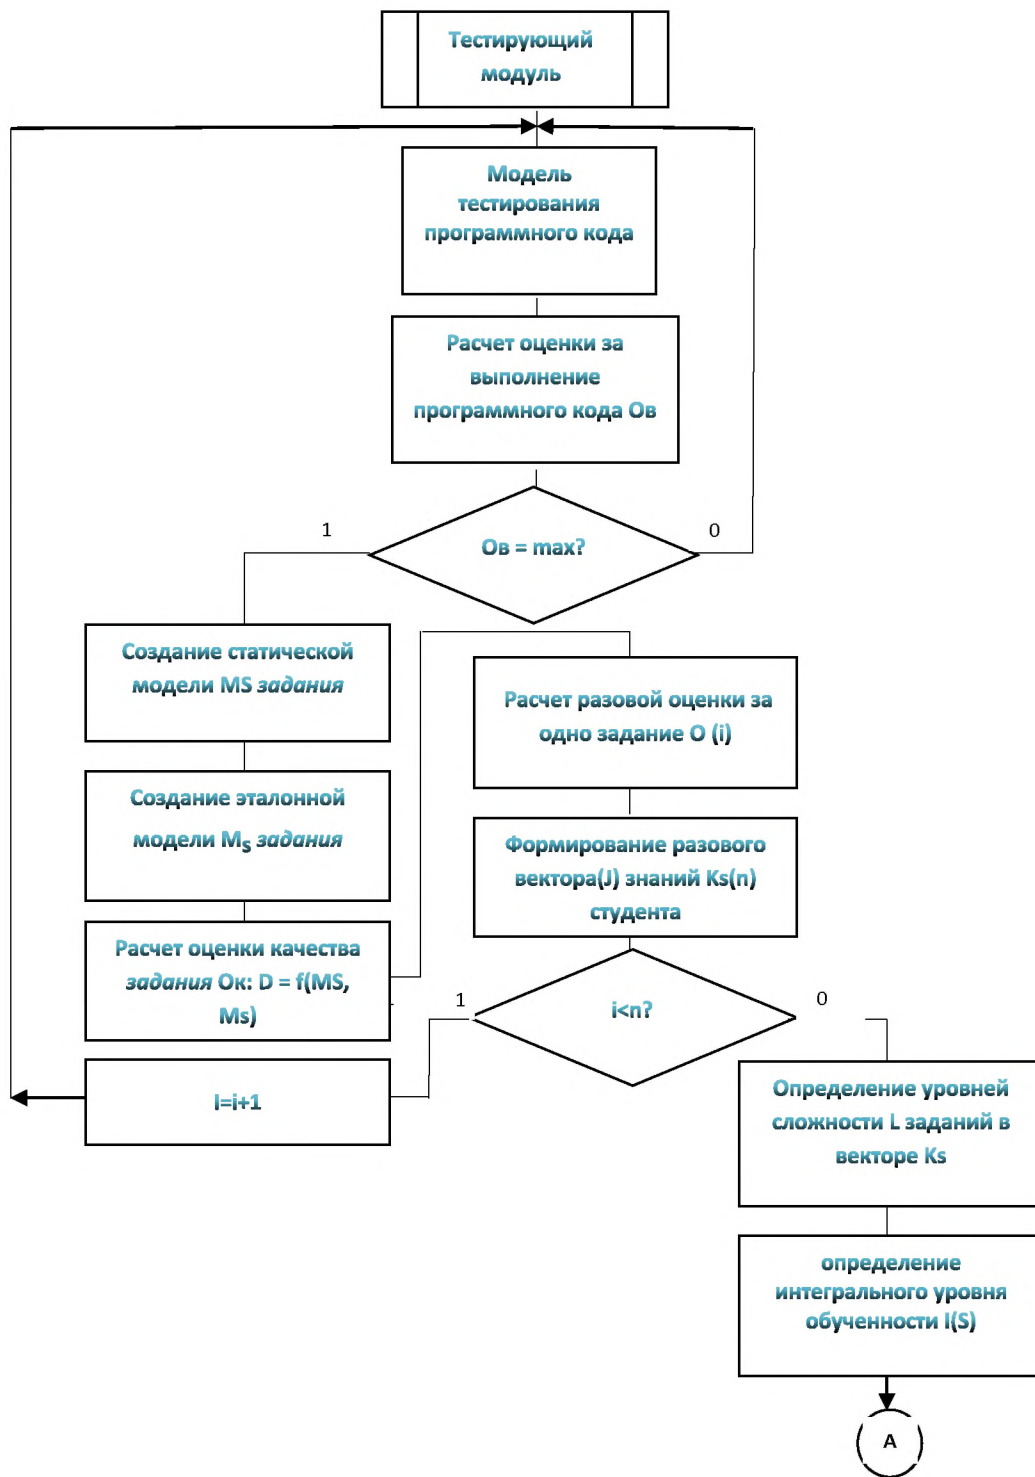 Тестирующий
модуль
Модель
тестирования
программного кода
Расчет оценки за
выполнение
программного кода Ов
1
0
Ов = max?
Создание статической
модели MS задания
Создание эталонной
модели Ms задания
Расчет оценки качества
задания Ок: D = f(MS,
Ms)
Расчет разовой оценки за
одно задание О (i)
Формирование разового
вектора(J) знаний Ks(n)
студента
1
0
i<n?
I=i+1
Определение уровней
сложности L заданий в
векторе Ks
определение
интегрального уровня
обученности I(S)
А